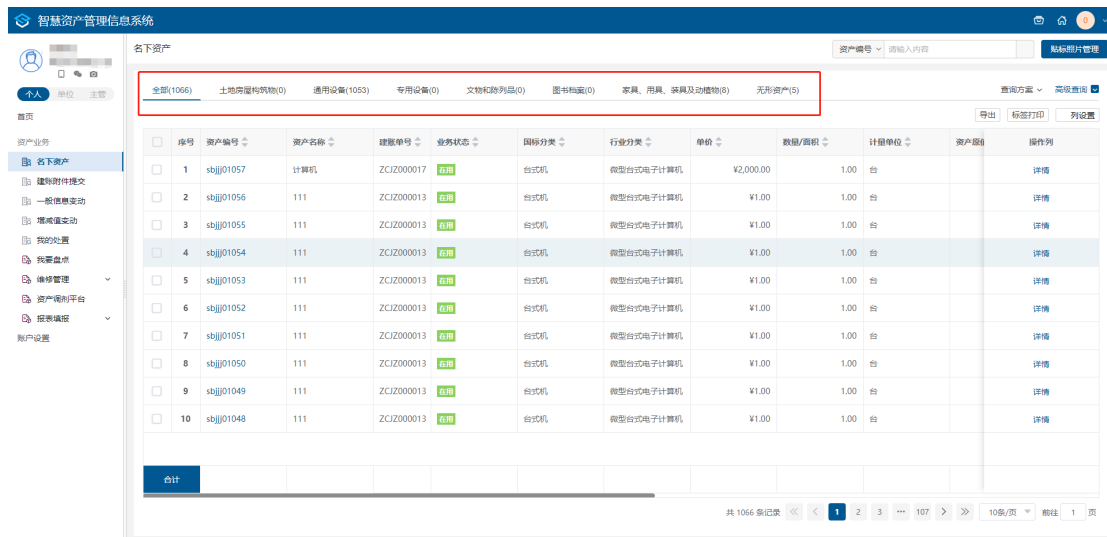 智慧资产管理信息系统
0
名下资产
资产编号 请输入内容
贴标照片管理
个人 单位 主管
首页
资产业务
名下资产
建账附件提交
一般信息变动
增减值变动
我的处置
我要盘点
维修管理
资产调剂平台
报表填报
账户设置
全部(1066) 土地房屋构筑物(0) 通用设备(1053) 专用设备(0) 文物和陈列品(0) 图书档案(0) 家具、用具、装具及动植物(8) 无形资产(5)
查询方案 高级查询
导出 标签打印 列设置
序号 资产编号 资产名称 建账单号 业务状态 国标分类 行业分类 单价 数量/面积 计量单位 资产原值 操作列
1 sbjjj01057 计算机 ZCJZ000017 在用 台式机 微型台式电子计算机 ¥2,000.00 1.00 台 详情
2 sbjjj01056 111 ZCJZ000013 在用 台式机 微型台式电子计算机 ¥1.00 1.00 台 详情
3 sbjjj01055 111 ZCJZ000013 在用 台式机 微型台式电子计算机 ¥1.00 1.00 台 详情
4 sbjjj01054 111 ZCJZ000013 在用 台式机 微型台式电子计算机 ¥1.00 1.00 台 详情
5 sbjjj01053 111 ZCJZ000013 在用 台式机 微型台式电子计算机 ¥1.00 1.00 台 详情
6 sbjjj01052 111 ZCJZ000013 在用 台式机 微型台式电子计算机 ¥1.00 1.00 台 详情
7 sbjjj01051 111 ZCJZ000013 在用 台式机 微型台式电子计算机 ¥1.00 1.00 台 详情
8 sbjjj01050 111 ZCJZ000013 在用 台式机 微型台式电子计算机 ¥1.00 1.00 台 详情
9 sbjjj01049 111 ZCJZ000013 在用 台式机 微型台式电子计算机 ¥1.00 1.00 台 详情
10 sbjjj01048 111 ZCJZ000013 在用 台式机 微型台式电子计算机 ¥1.00 1.00 台 详情
合计
共 1066 条记录 1 2 3 ··· 107 10条/页 前往 1 页